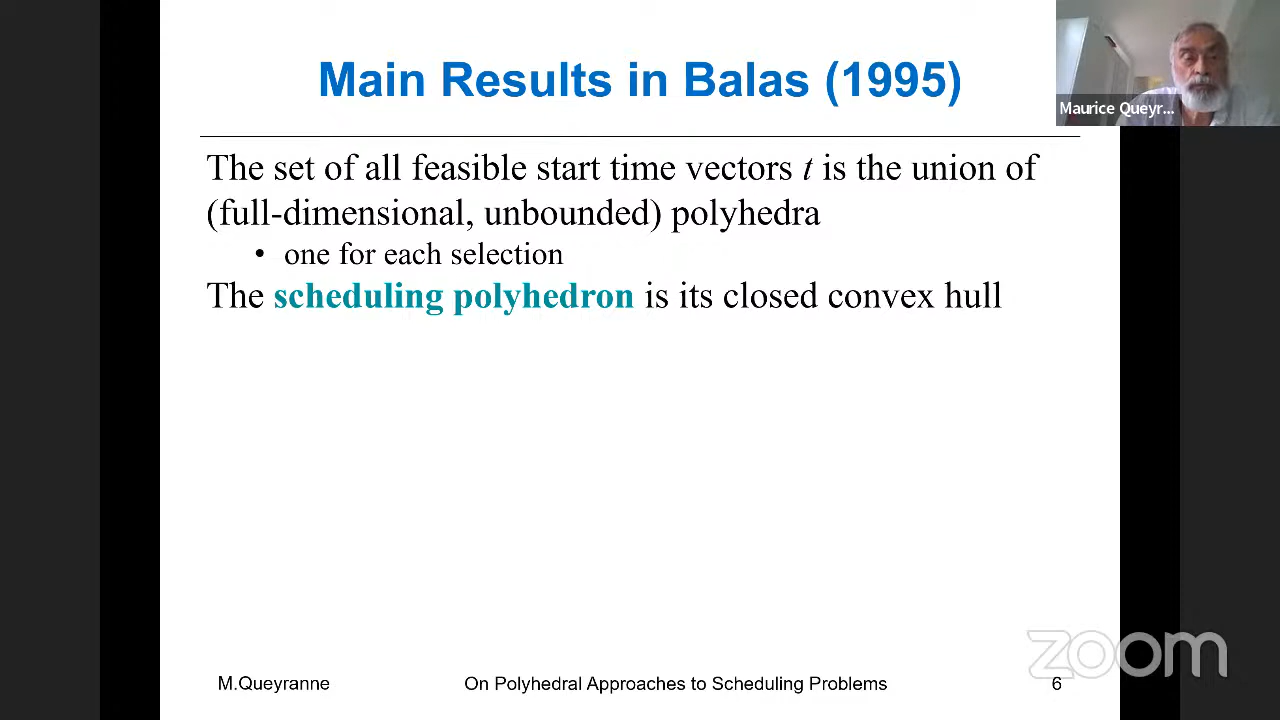 Main Results in Balas (1995)
Maurice Queyr...
The set of all feasible start time vectors t is the union of
(full-dimensional, unbounded) polyhedra
• one for each selection
The scheduling polyhedron is its closed convex hull
zoom
M.Queyranne
On Polyhedral Approaches to Scheduling Problems
6